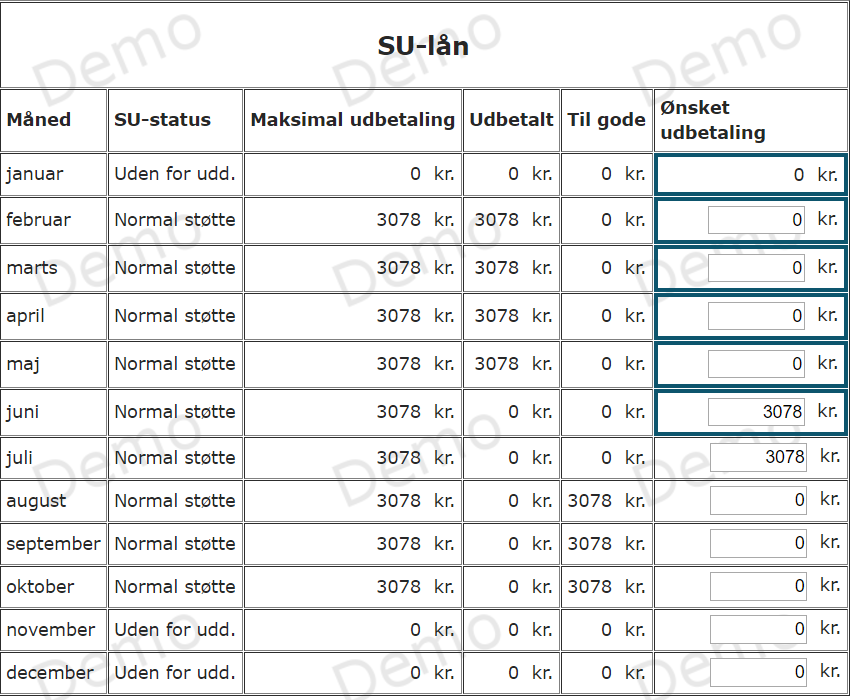 SU-lån
Måned SU-status Maksimal udbetaling Udbetalt Til gode Ønsket
udbetaling
januar Uden for udd. 0 kr. 0 kr. 0 kr. 0 kr.
februar Normal støtte 3078 kr. 3078 kr. 0 kr. 0 kr.
marts Normal støtte 3078 kr. 3078 kr. 0 kr. 0 kr.
april Normal støtte 3078 kr. 3078 kr. 0 kr. 0 kr.
maj Normal støtte 3078 kr. 3078 kr. 0 kr. 0 kr.
juni Normal støtte 3078 kr. 0 kr. 0 kr. 3078 kr.
juli Normal støtte 3078 kr. 0 kr. 0 kr. 3078 kr.
august Normal støtte 3078 kr. 0 kr. 3078 kr. 0 kr.
september Normal støtte 3078 kr. 0 kr. 3078 kr. 0 kr.
oktober Normal støtte 3078 kr. 0 kr. 3078 kr. 0 kr.
november Uden for udd. 0 kr. 0 kr. 0 kr. 0 kr.
december Uden for udd. 0 kr. 0 kr. 0 kr. 0 kr.
Demo Demo Demo
Demo Demo Demo
Demo Demo Demo
Demo Demo Demo